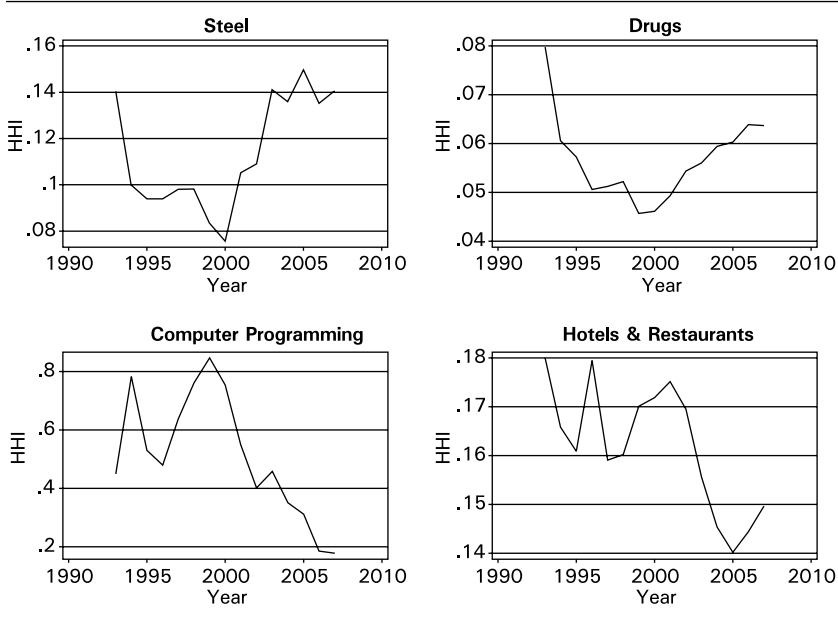 Steel
.16
.14
.12
.1
.08
HHI
1990 1995 2000 2005 2010
Year
Drugs
.08
.07
.06
.05
.04
HHI
1990 1995 2000 2005 2010
Year
Computer Programming
.8
.6
.4
.2
HHI
1990 1995 2000 2005 2010
Year
Hotels & Restaurants
.18
.17
.16
.15
.14
HHI
1990 1995 2000 2005 2010
Year